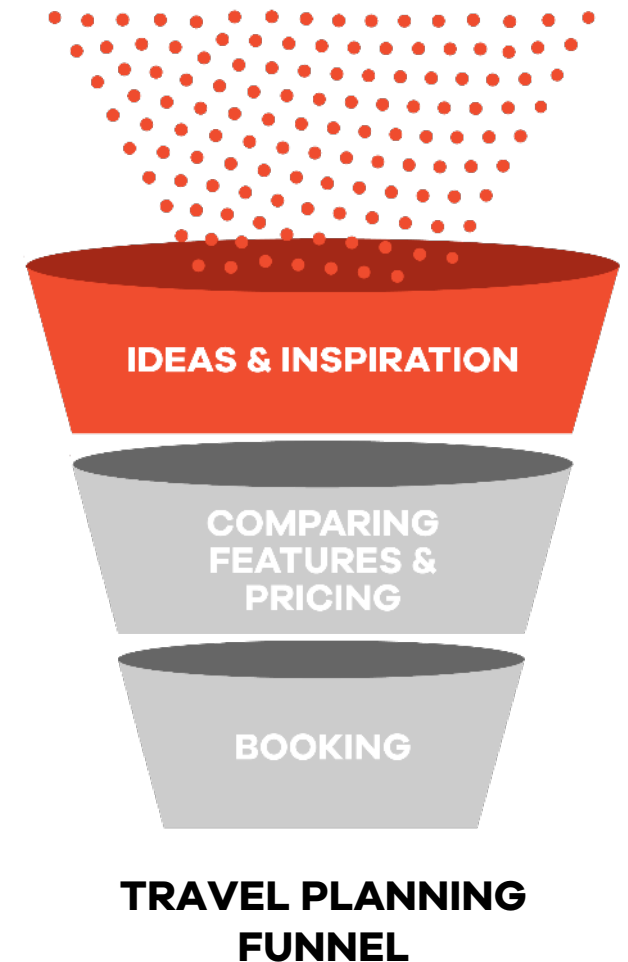 IDEAS & INSPIRATION
COMPARING
FEATURES &
PRICING
BOOKING
TRAVEL PLANNING
FUNNEL